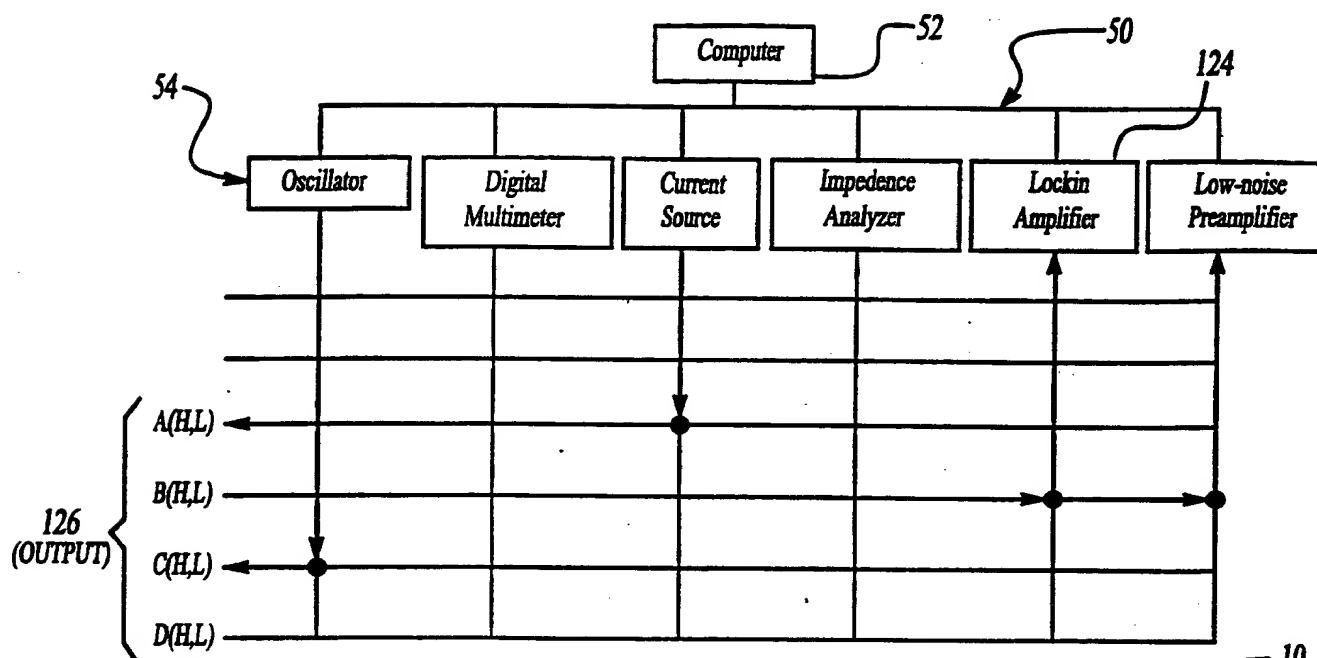 52
50
Computer
124
54
Oscillator
Digital
Multimeter
Current
Source
Impedence
Analyzer
Lockin
Amplifier
Low-noise
Preamplifier
A(H,L)
B(H,L)
126
(OUTPUT)
C(H,L)
D(H,L)
10